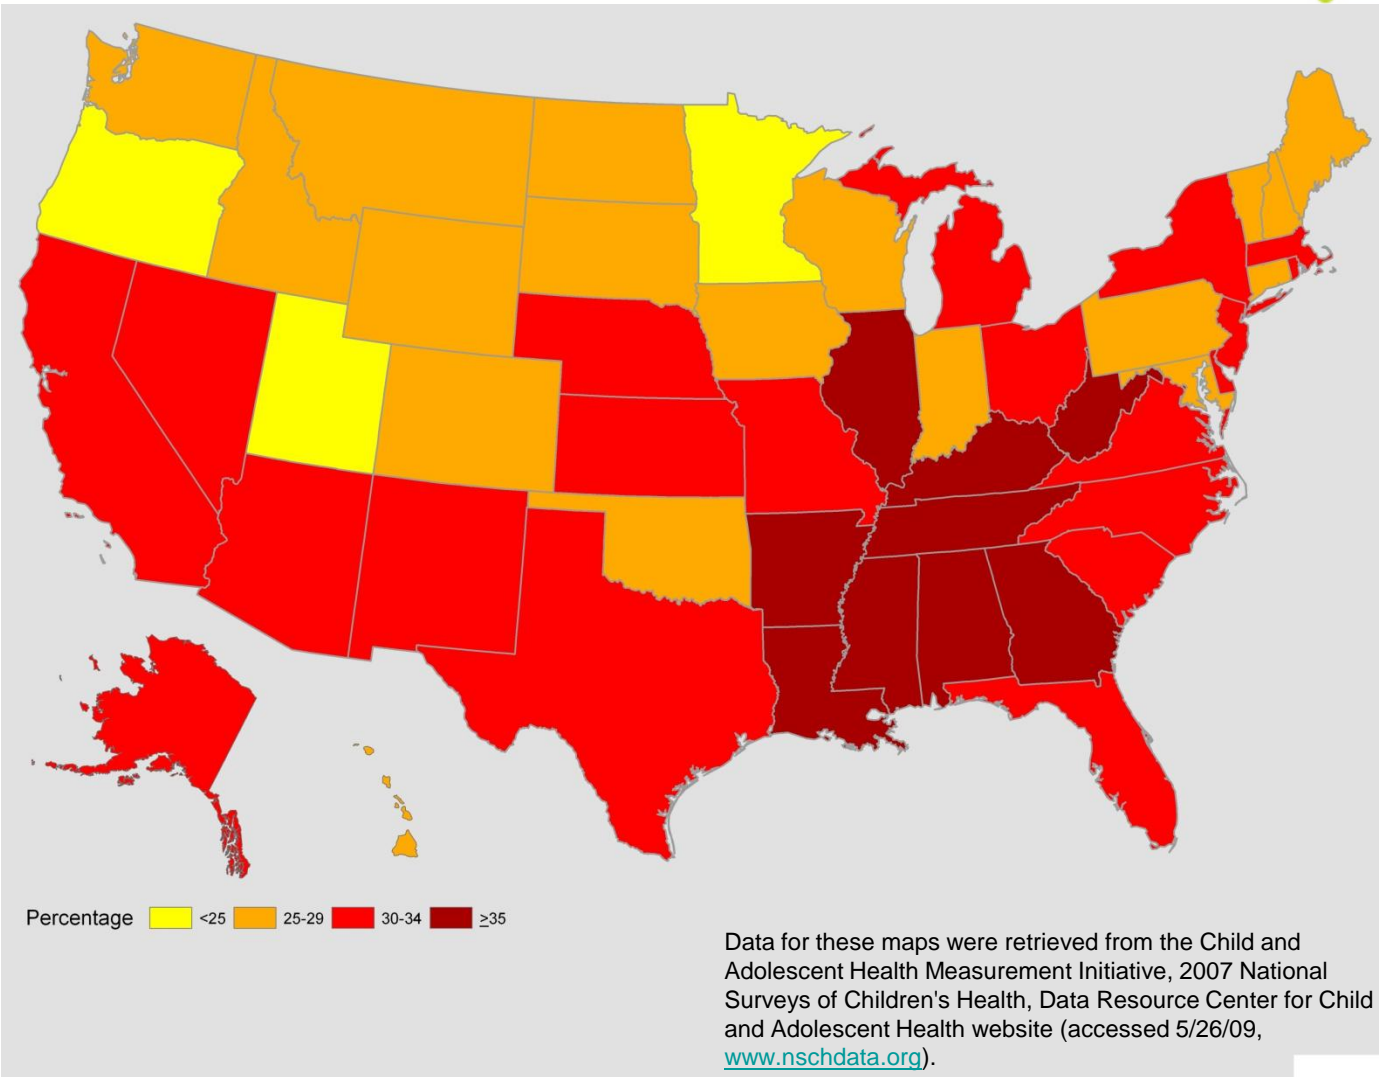 Percentage <25 25-29 30-34 ≥35
Data for these maps were retrieved from the Child and
Adolescent Health Measurement Initiative, 2007 National
Surveys of Children's Health, Data Resource Center for Child
and Adolescent Health website (accessed 5/26/09,
www.nschdata.org).